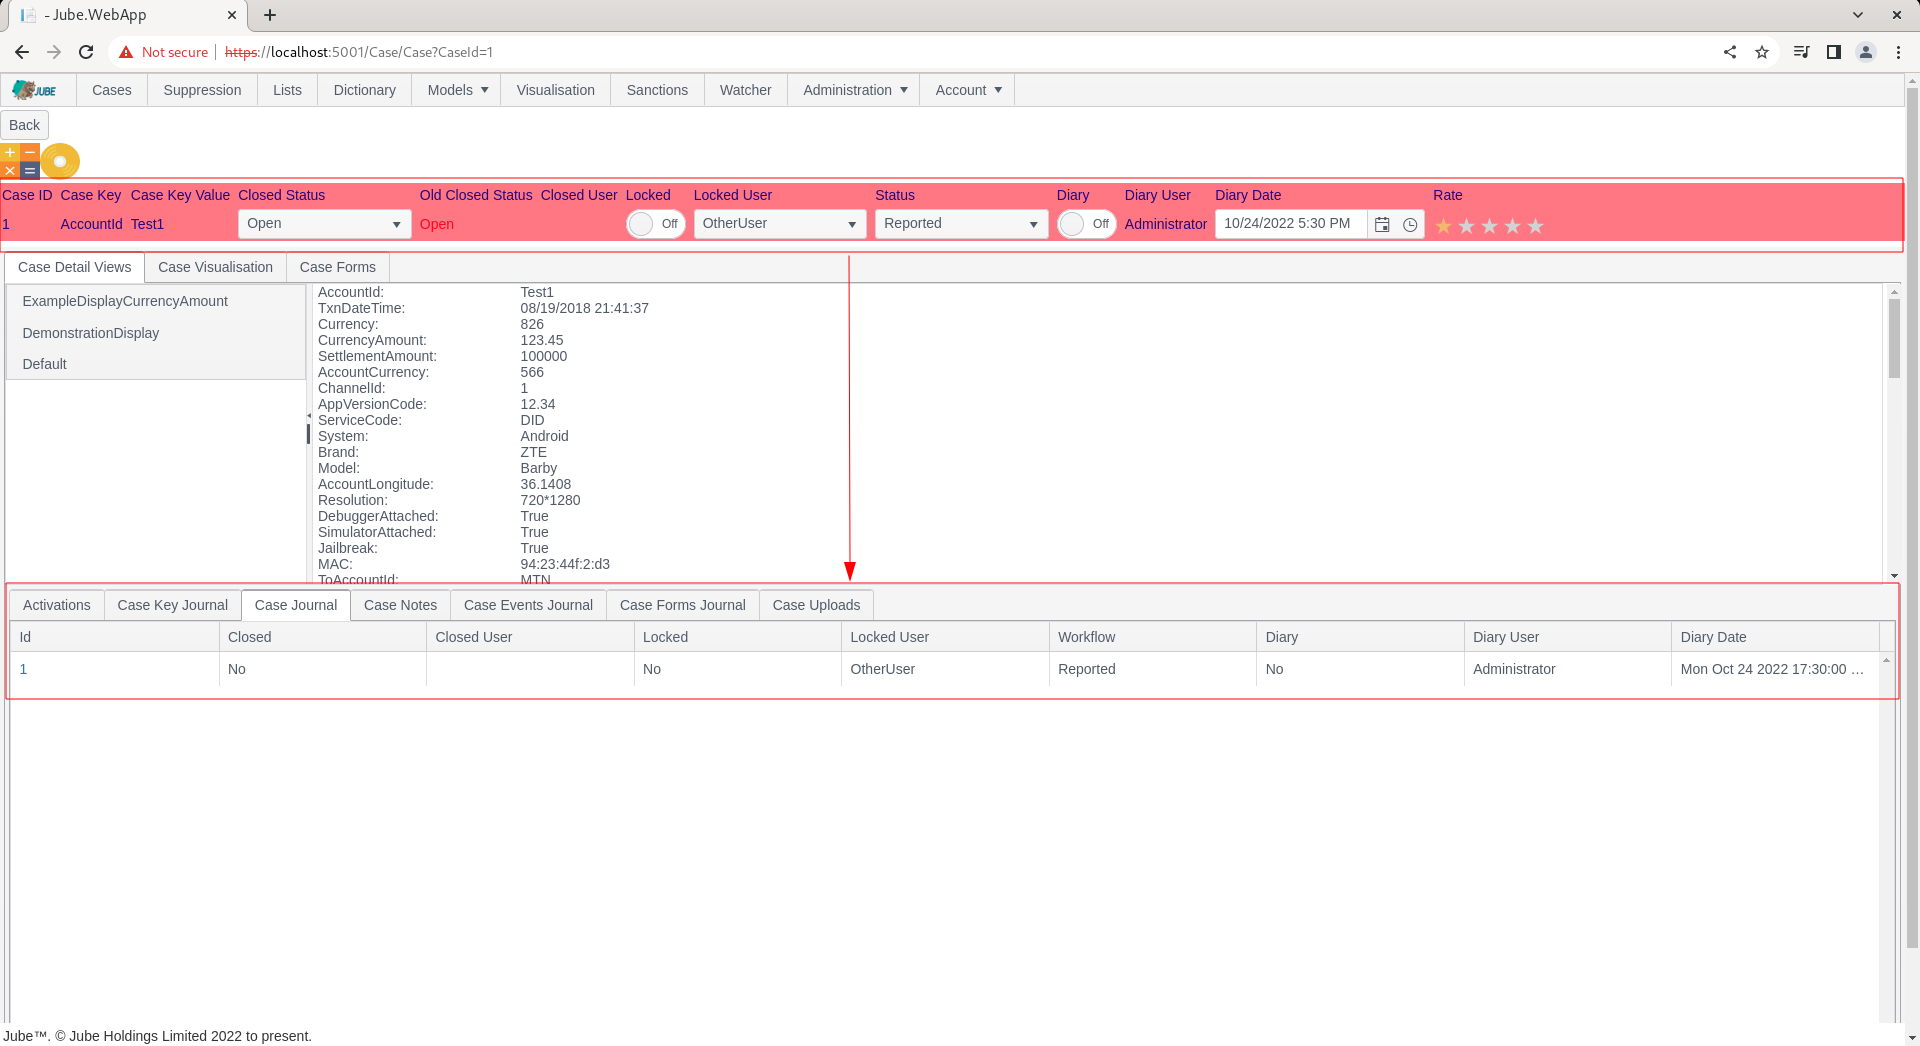 - Jube.WebApp
Not secure https://localhost:5001/Case/Case?CaseId=1
JUBE Cases Suppression Lists Dictionary Models Visualisation Sanctions Watcher Administration Account
Back
Case ID Case Key Case Key Value Closed Status Old Closed Status Closed User Locked Locked User Status Diary Diary User Diary Date Rate
1 AccountId Test1 Open Open Off OtherUser Reported Off Administrator 10/24/2022 5:30 PM
Case Detail Views Case Visualisation Case Forms
ExampleDisplayCurrencyAmount
DemonstrationDisplay
Default
AccountId: Test1
TxnDateTime: 08/19/2018 21:41:37
Currency: 826
CurrencyAmount: 123.45
SettlementAmount: 100000
AccountCurrency: 566
ChannelId: 1
AppVersionCode: 12.34
ServiceCode: DID
System: Android
Brand: ZTE
Model: Barby
AccountLongitude: 36.1408
Resolution: 720*1280
DebuggerAttached: True
SimulatorAttached: True
Jailbreak: True
MAC: 94:23:44f:2:d3
ToAccountId: MTN
Activations Case Key Journal Case Journal Case Notes Case Events Journal Case Forms Journal Case Uploads
Id Closed Closed User Locked Locked User Workflow Diary Diary User Diary Date
1 No No OtherUser Reported No Administrator Mon Oct 24 2022 17:30:00 ...
Jube™. © Jube Holdings Limited 2022 to present.